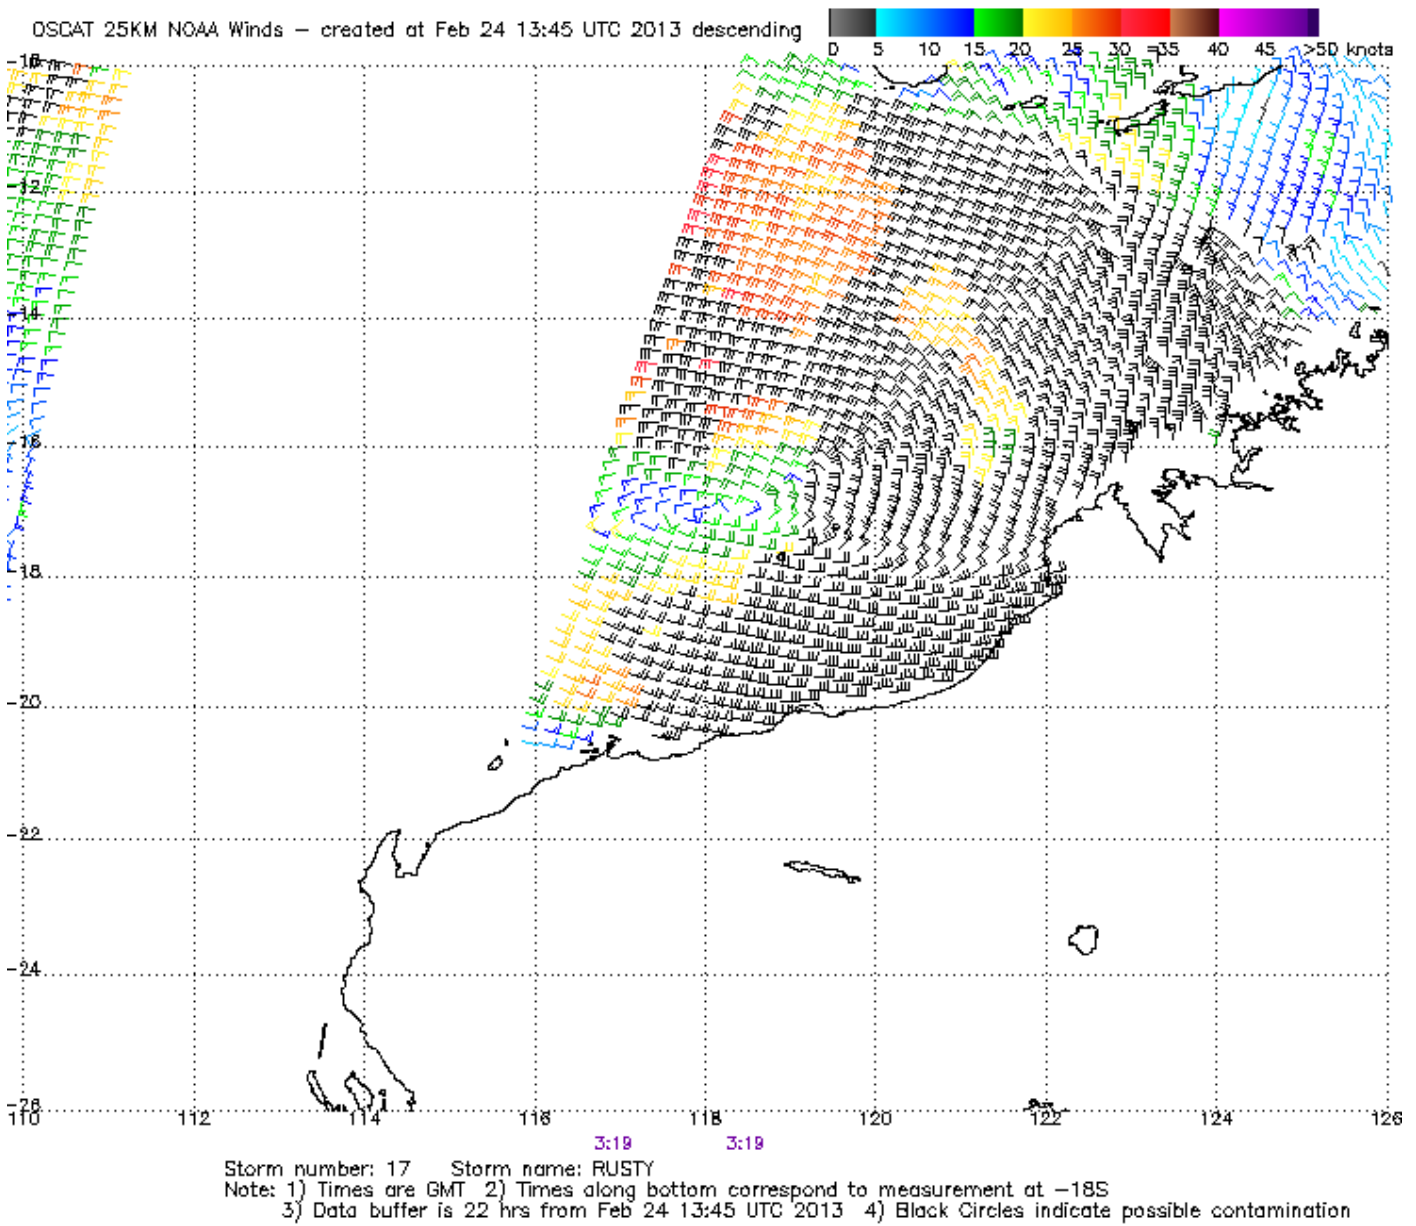 OSCAT 25KM NOAA Winds – created at Feb 24 13:45 UTC 2013 descending
0 5 10 15 20 25 30 35 40 45 >50 knots
-10
-12
-14
-16
-18
-20
-22
-24
-26
110 112 114 116 118 120 122 124 126
3:19 3:19
Storm number: 17 Storm name: RUSTY
Note: 1) Times are GMT 2) Times along bottom correspond to measurement at -18S
3) Data buffer is 22 hrs from Feb 24 13:45 UTC 2013 4) Black Circles indicate possible contamination